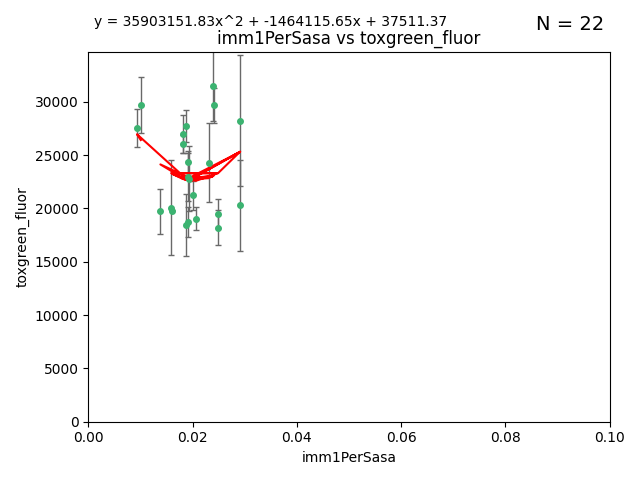 y = 35903151.83x^2 + -1464115.65x + 37511.37
N = 22
imm1PerSasa vs toxgreen_fluor
30000
25000
20000
15000
10000
5000
0
toxgreen_fluor
0.00
0.02
0.04
0.06
0.08
0.10
imm1PerSasa